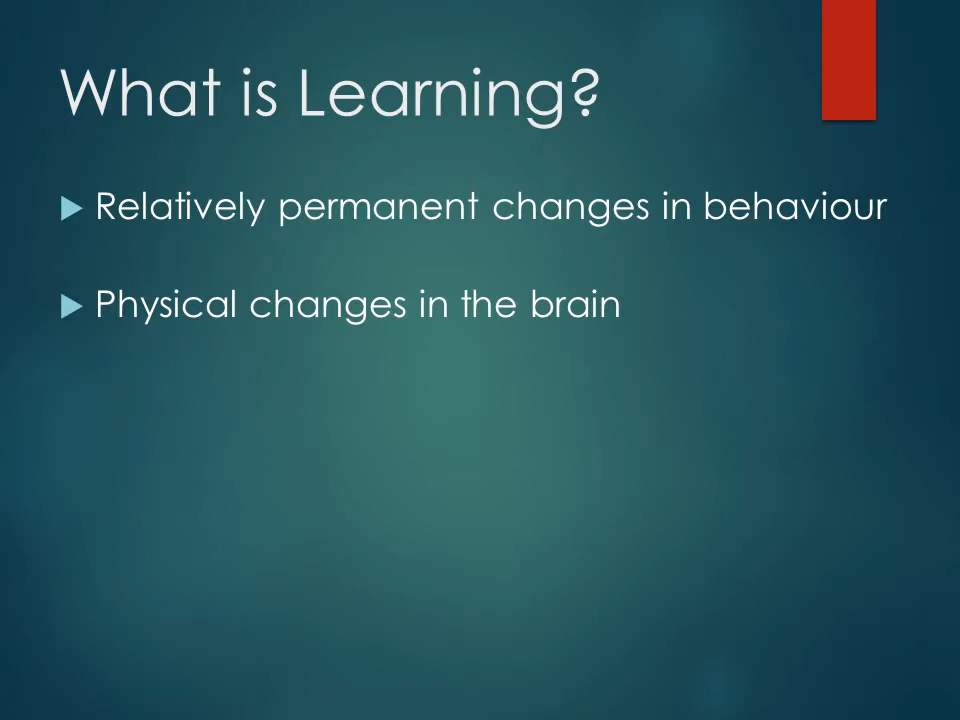 What is Learning?
Relatively permanent changes in behaviour
Physical changes in the brain